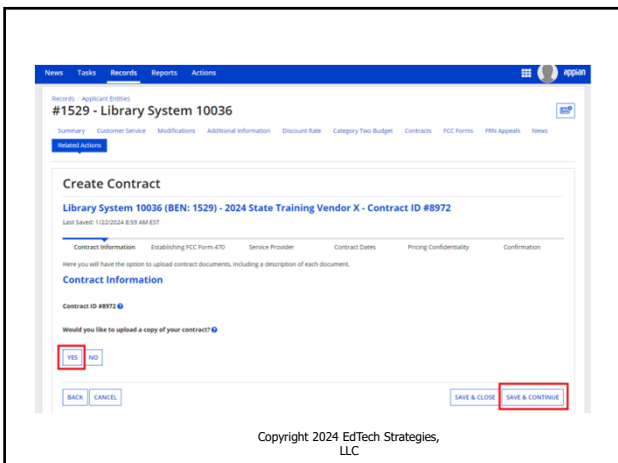 News Tasks Records Reports Actions appian
Records Applicant Entities
#1529 - Library System 10036
Summary Customer Service Modifications Additional Information Discount Rate Category Two Budget Contracts FCC Forms FRN Appeals News
Related Actions
Create Contract
Library System 10036 (BEN: 1529) - 2024 State Training Vendor X - Contract ID #8972
Last Saved: 1/22/2024 8:59 AM EST
Contract Information Establishing FCC Form 470 Service Provider Contract Dates Pricing Confidentiality Confirmation
Here you will have the option to upload contract documents, including a description of each document.
Contract Information
Contract ID #8972
Would you like to upload a copy of your contract?
YES NO
BACK CANCEL SAVE & CLOSE SAVE & CONTINUE
Copyright 2024 EdTech Strategies,
LLC